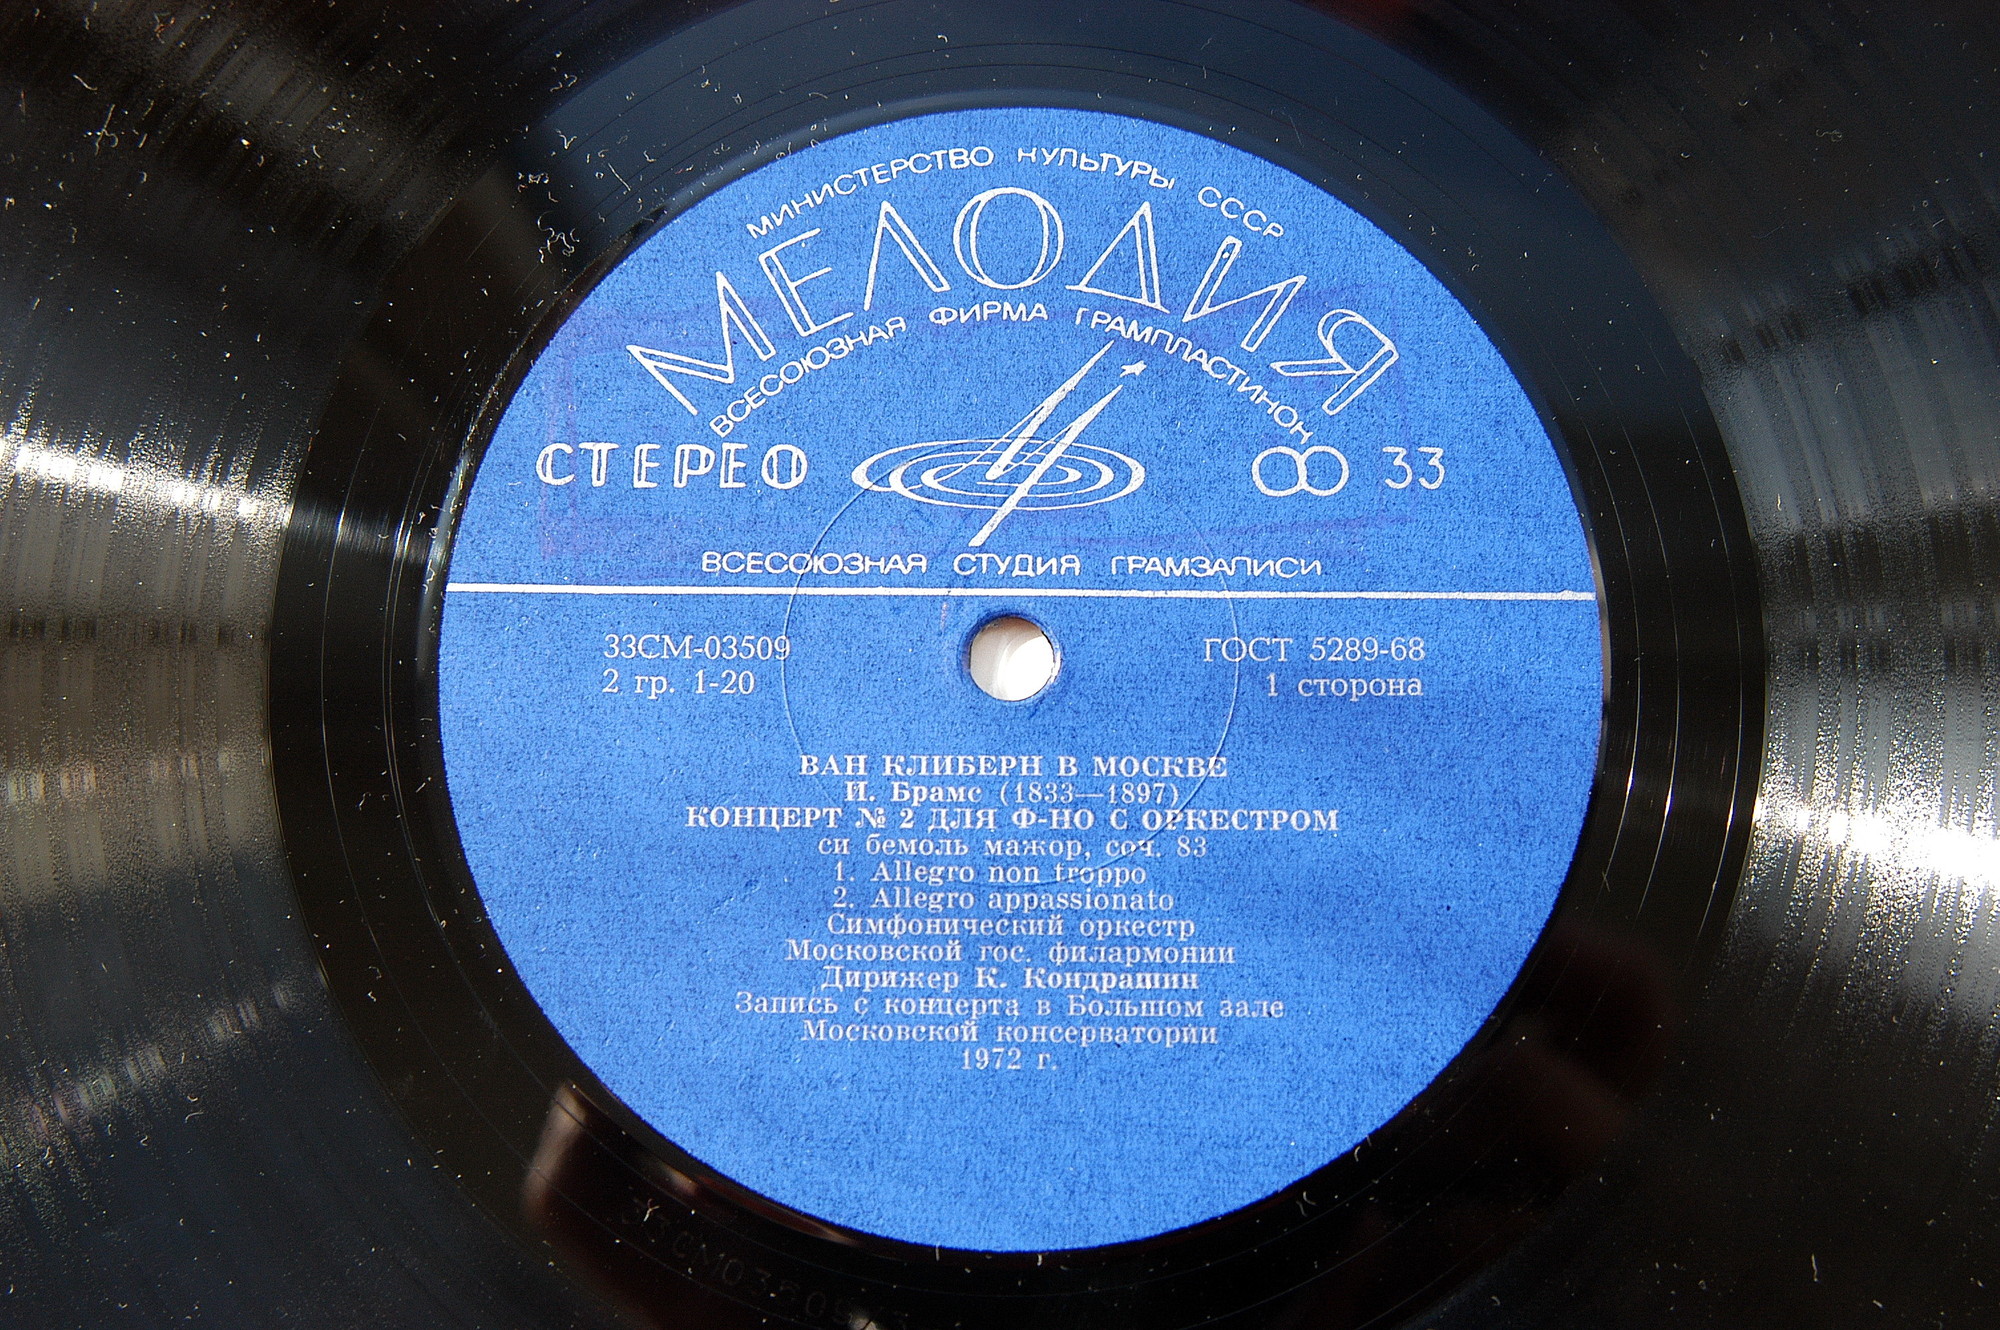 МИНИСТЕРСТВО КУЛЬТУРЫ СССР
МЕЛОДИЯ
ВСЕСОЮЗНАЯ ФИРМА ГРАМПЛАСТИНОК
СТЕРЕО
33
ВСЕСОЮЗНАЯ СТУДИЯ ГРАМЗАПИСИ
33СМ-03509
ГОСТ 5289-68
2 гр. 1-20
1 сторона
ВАН КЛИБЕРН В МОСКВЕ
И. Брамс (1833—1897)
КОНЦЕРТ № 2 ДЛЯ Ф-НО С ОРКЕСТРОМ
си бемоль мажор, соч. 83
1. Allegro non troppo
2. Allegro appassionato
Симфонический оркестр
Московской гос. филармонии
Дирижер К. Кондрашин
Запись с концерта в Большом зале
Московской консерватории
1972 г.